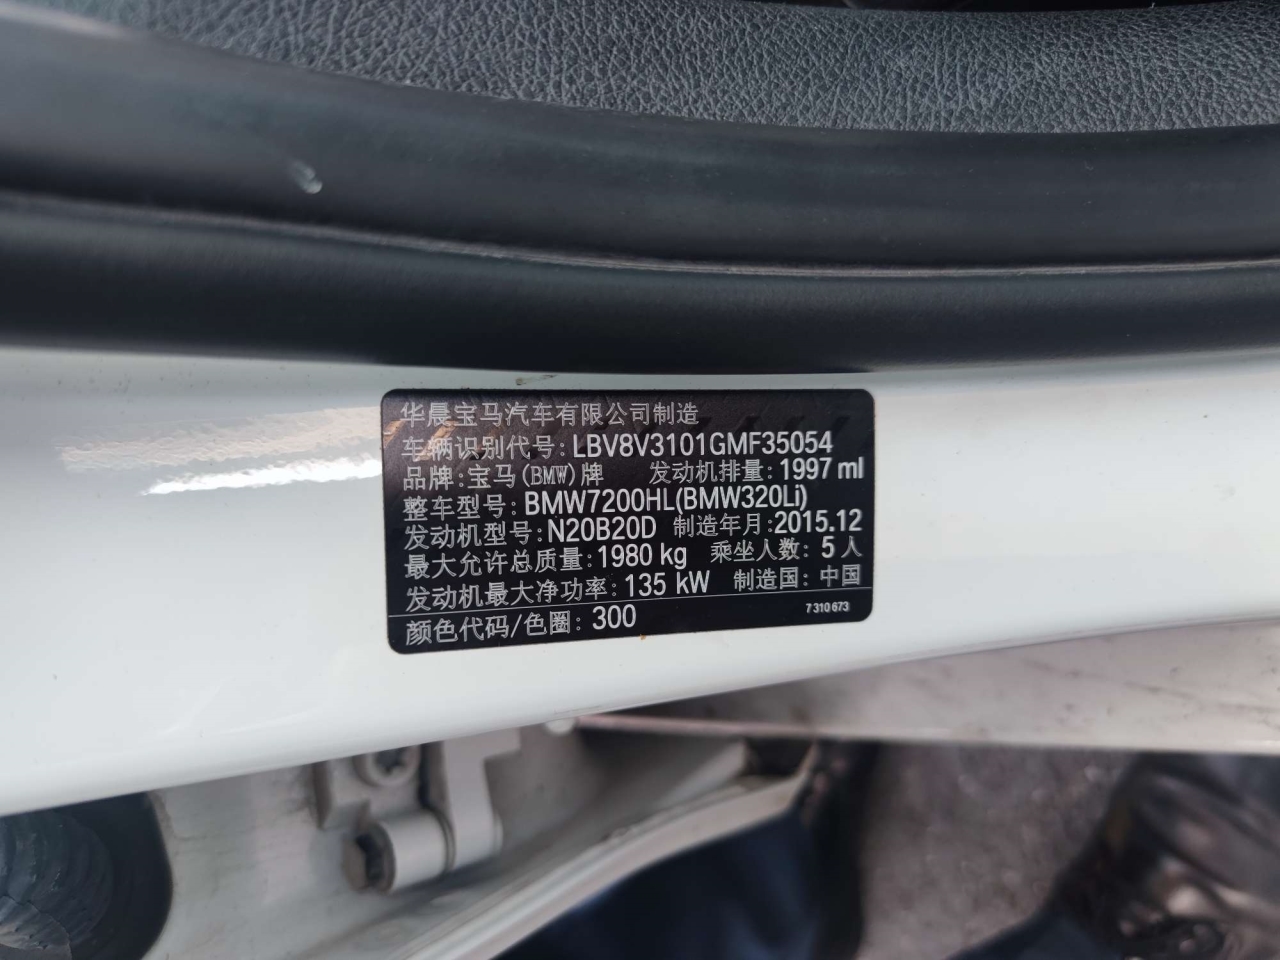 华晨宝马汽车有限公司制造
车辆识别代号: LBV8V3101GMF35054
品牌: 宝马(BMW)牌 发动机排量: 1997 ml
整车型号: BMW7200HL(BMW320Li)
发动机型号: N20B20D 制造年月: 2015.12
最大允许总质量: 1980 kg 乘坐人数: 5 人
发动机最大净功率: 135 kW 制造国: 中国
颜色代码/色圈: 300 7 310 673